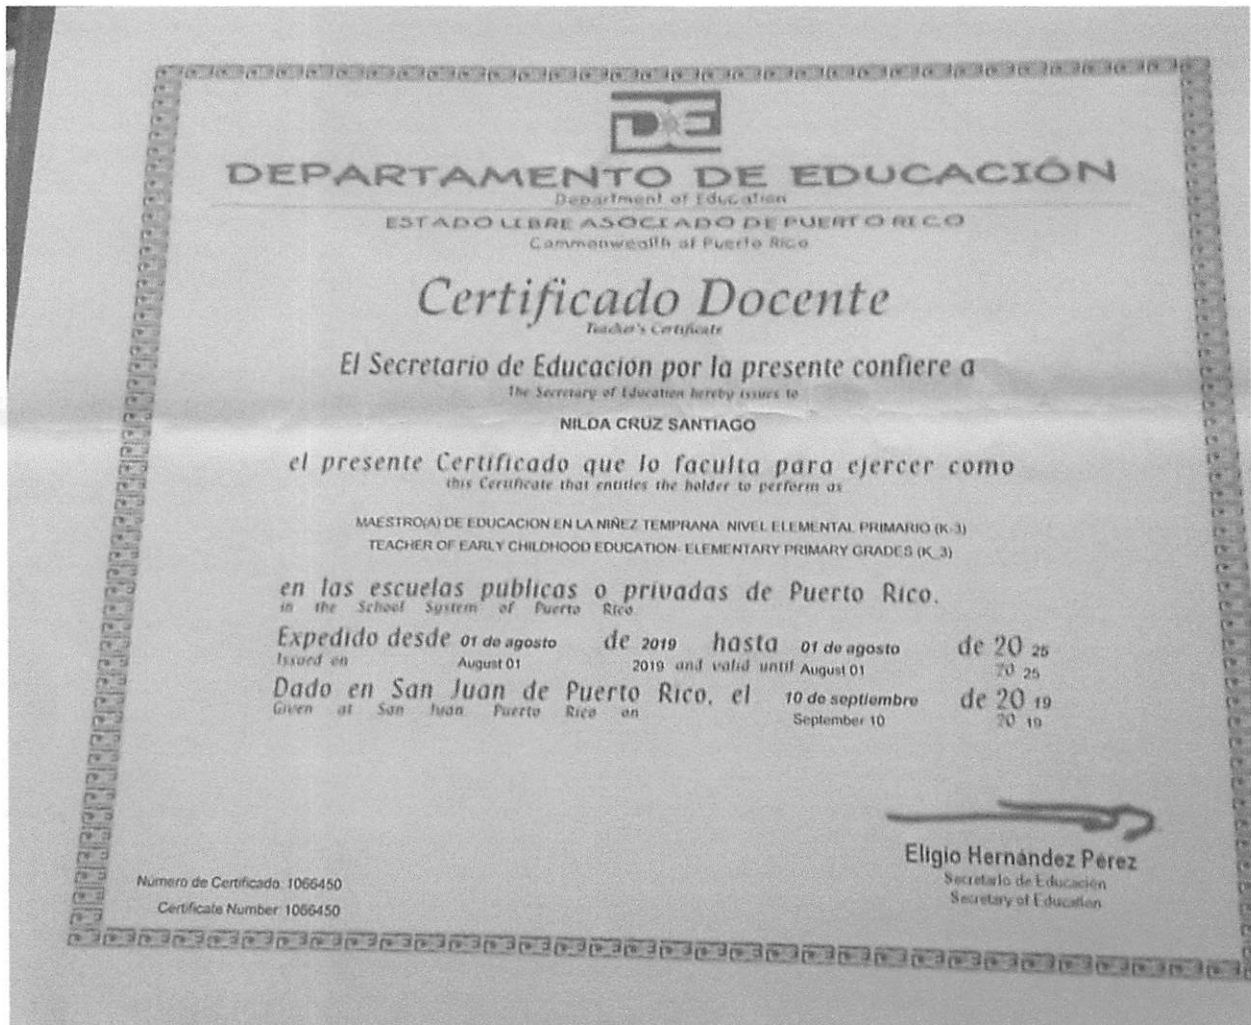 DE
DEPARTAMENTO DE EDUCACIÓN
Department of Education
ESTADO LIBRE ASOCIADO DE PUERTO RICO
Commonwealth of Puerto Rico
Certificado Docente
Teacher's Certificate
El Secretario de Educación por la presente confiere a
The Secretary of Education hereby issues to
NILDA CRUZ SANTIAGO
el presente Certificado que lo faculta para ejercer como
this Certificate that entitles the holder to perform as
MAESTRO(A) DE EDUCACION EN LA NIÑEZ TEMPRANA NIVEL ELEMENTAL PRIMARIO (K-3)
TEACHER OF EARLY CHILDHOOD EDUCATION- ELEMENTARY PRIMARY GRADES (K_3)
en las escuelas publicas o privadas de Puerto Rico.
in the School System of Puerto Rico
Expedido desde 01 de agosto de 2019 hasta 01 de agosto de 20 25
Issued on August 01 2019 and valid until August 01 20 25
Dado en San Juan de Puerto Rico, el 10 de septiembre de 20 19
Given at San Juan Puerto Rico on September 10 20 19
Eligio Hernández Pérez
Secretario de Educación
Secretary of Education
Número de Certificado: 1066450
Certificate Number: 1066450